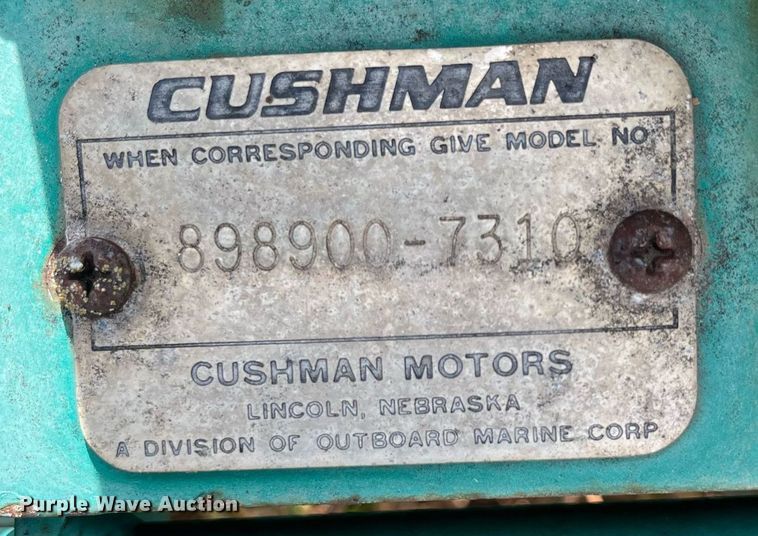 CUSHMAN
WHEN CORRESPONDING GIVE MODEL NO
898900-7310
CUSHMAN MOTORS
LINCOLN, NEBRASKA
A DIVISION OF OUTBOARD MARINE CORP
Purple Wave Auction